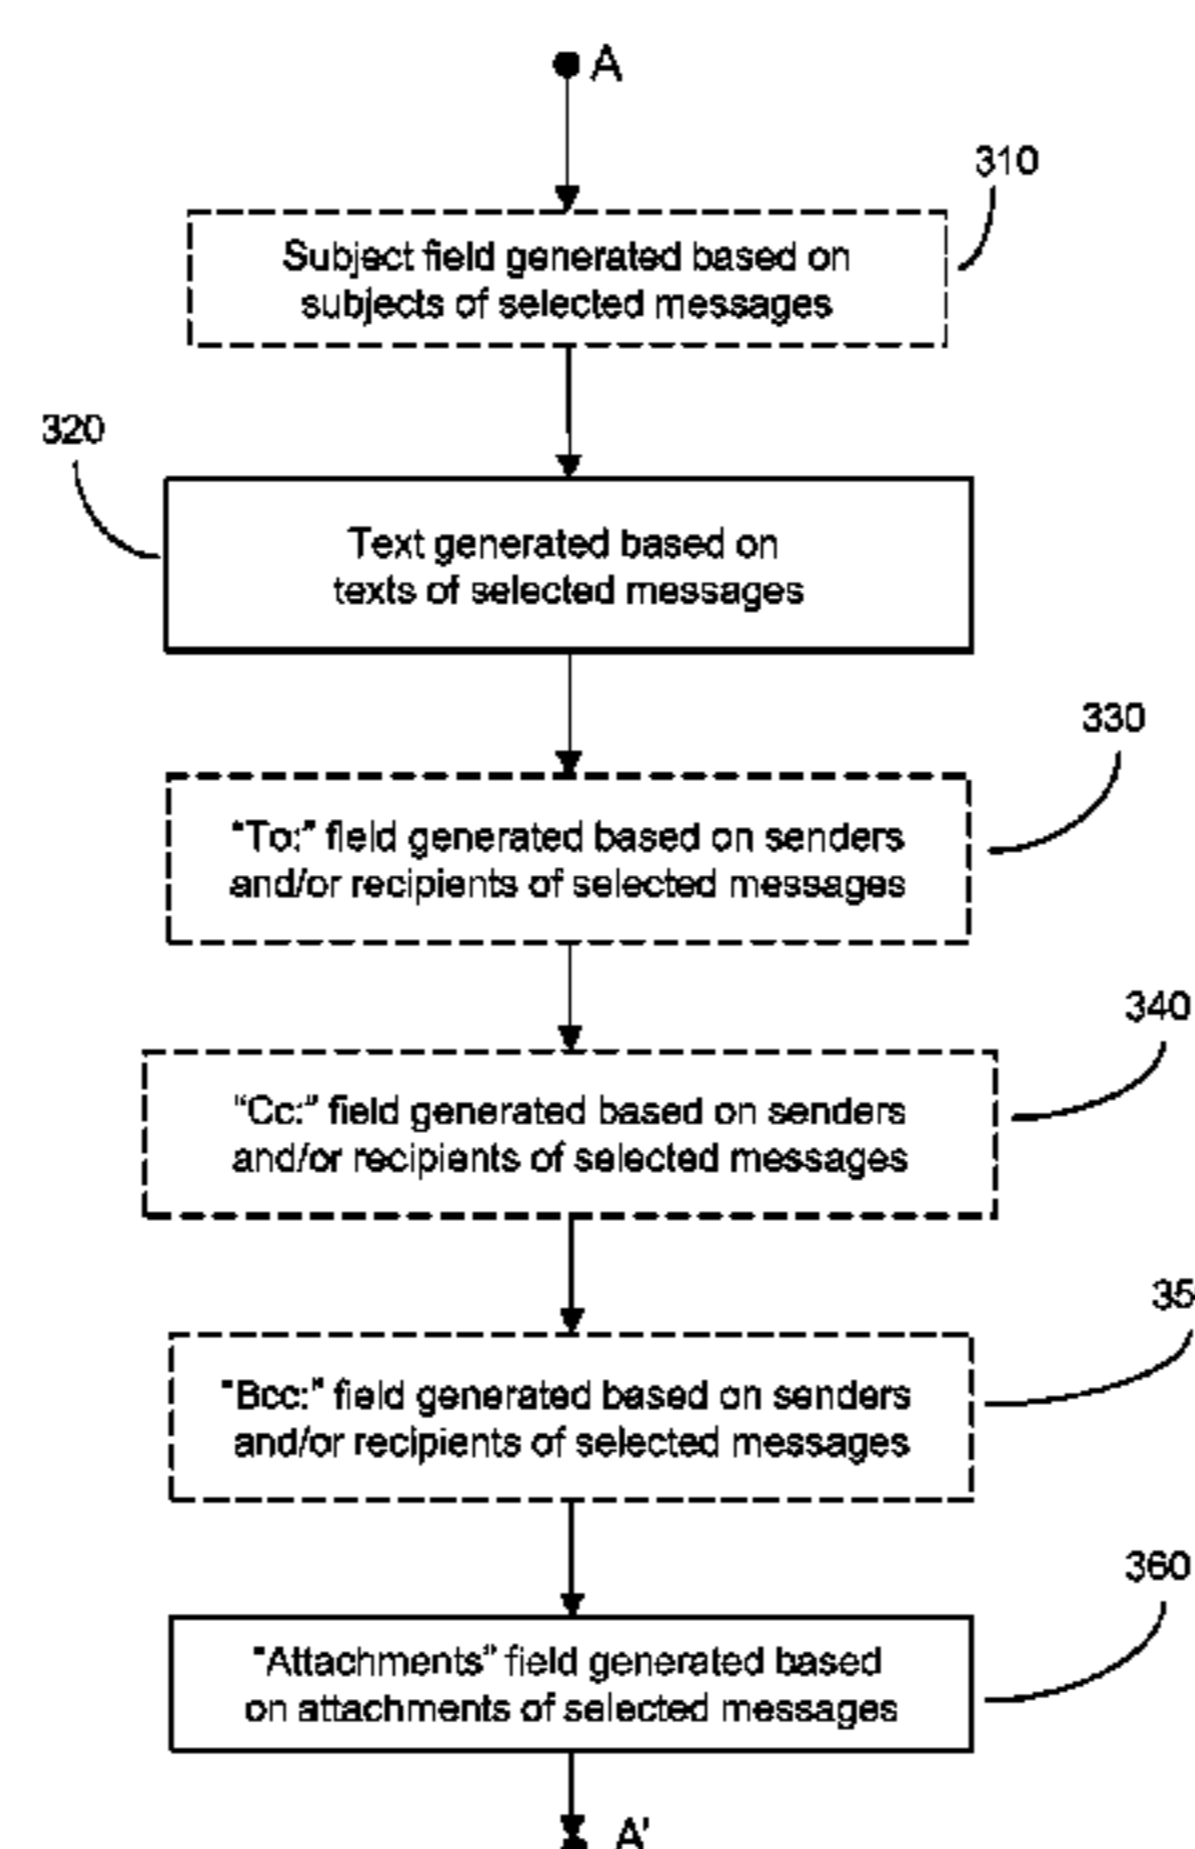 A
310
Subject field generated based on
subjects of selected messages
320
Text generated based on
texts of selected messages
330
"To:" field generated based on senders
and/or recipients of selected messages
340
"Cc:" field generated based on senders
and/or recipients of selected messages
35
"Bcc:" field generated based on senders
and/or recipients of selected messages
360
"Attachments" field generated based
on attachments of selected messages
A'